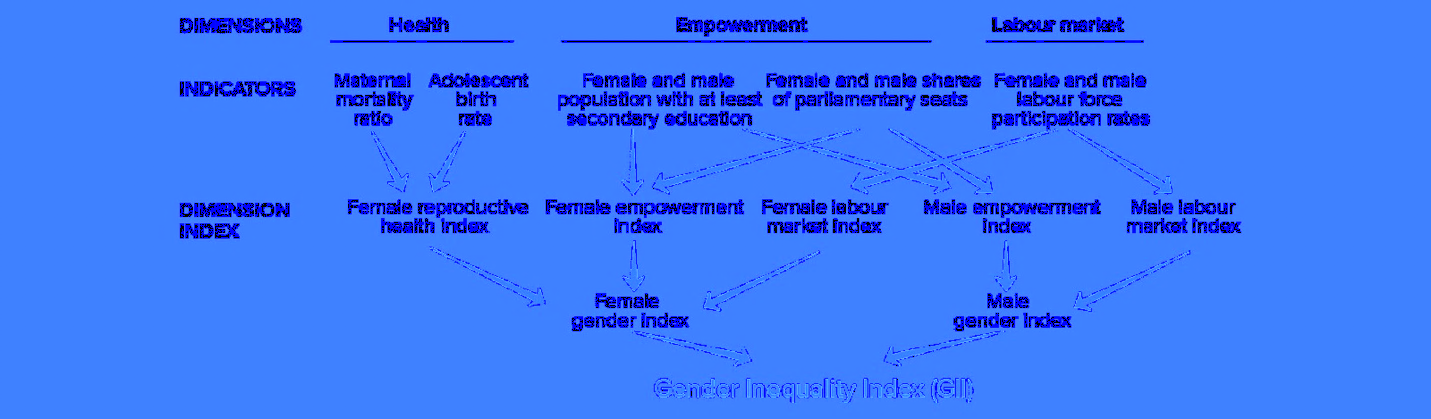 DIMENSIONS Health Empowerment Labour market
INDICATORS
Maternal mortality ratio
Adolescent birth rate
Female and male population with at least secondary education
Female and male shares of parliamentary seats
Female and male labour force participation rates
DIMENSION INDEX
Female reproductive health index
Female empowerment index
Female labour market index
Male empowerment index
Male labour market index
Female gender index
Male gender index
Gender Inequality Index (GII)